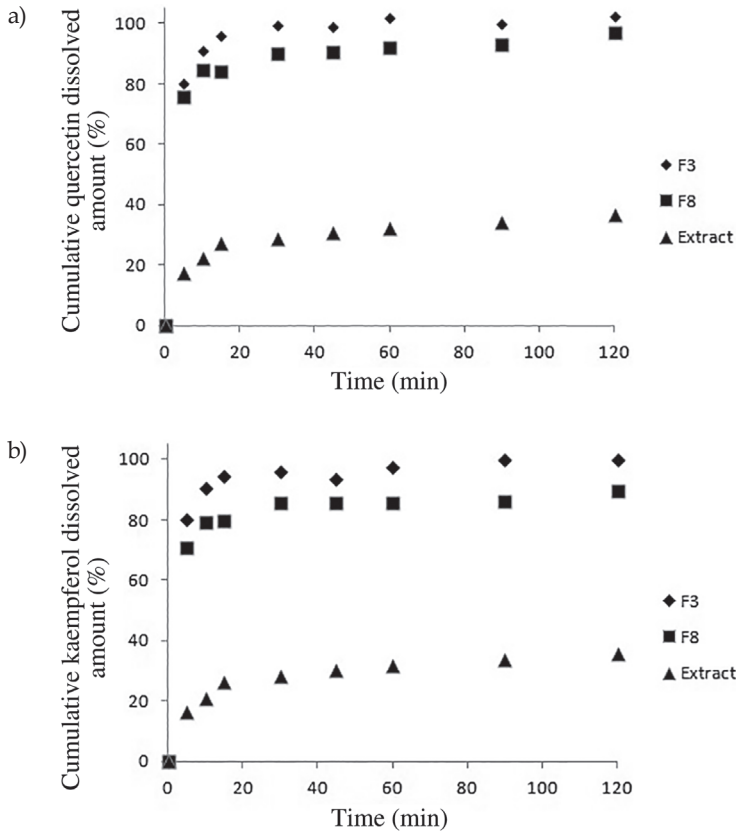 a)
Cumulative quercetin dissolved
amount (%)
100
80
60
40
20
0
0 20 40 60 80 100 120
Time (min)
F3
F8
Extract
b)
Cumulative kaempferol dissolved
amount (%)
100
80
60
40
20
0
0 20 40 60 80 100 120
Time (min)
F3
F8
Extract